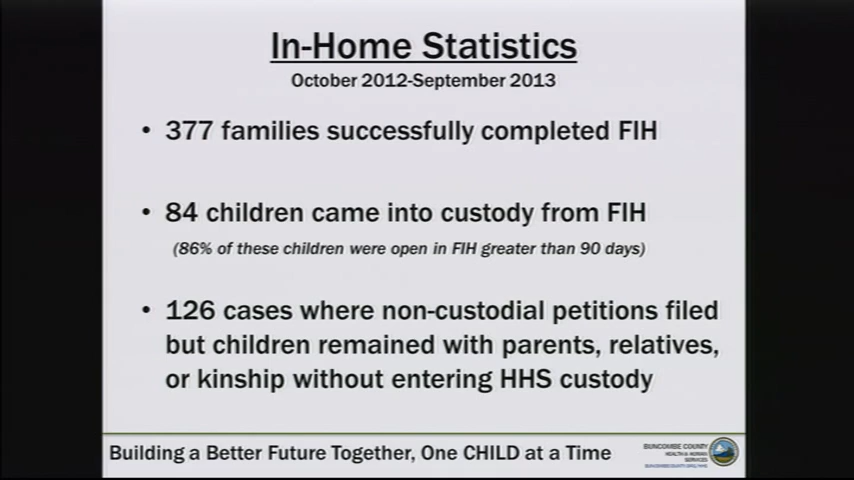 In-Home Statistics
October 2012-September 2013
• 377 families successfully completed FIH
• 84 children came into custody from FIH
(86% of these children were open in FIH greater than 90 days)
• 126 cases where non-custodial petitions filed
but children remained with parents, relatives,
or kinship without entering HHS custody
Building a Better Future Together, One CHILD at a Time
BUNCOMBE COUNTY
HEALTH & HUMAN
SERVICES